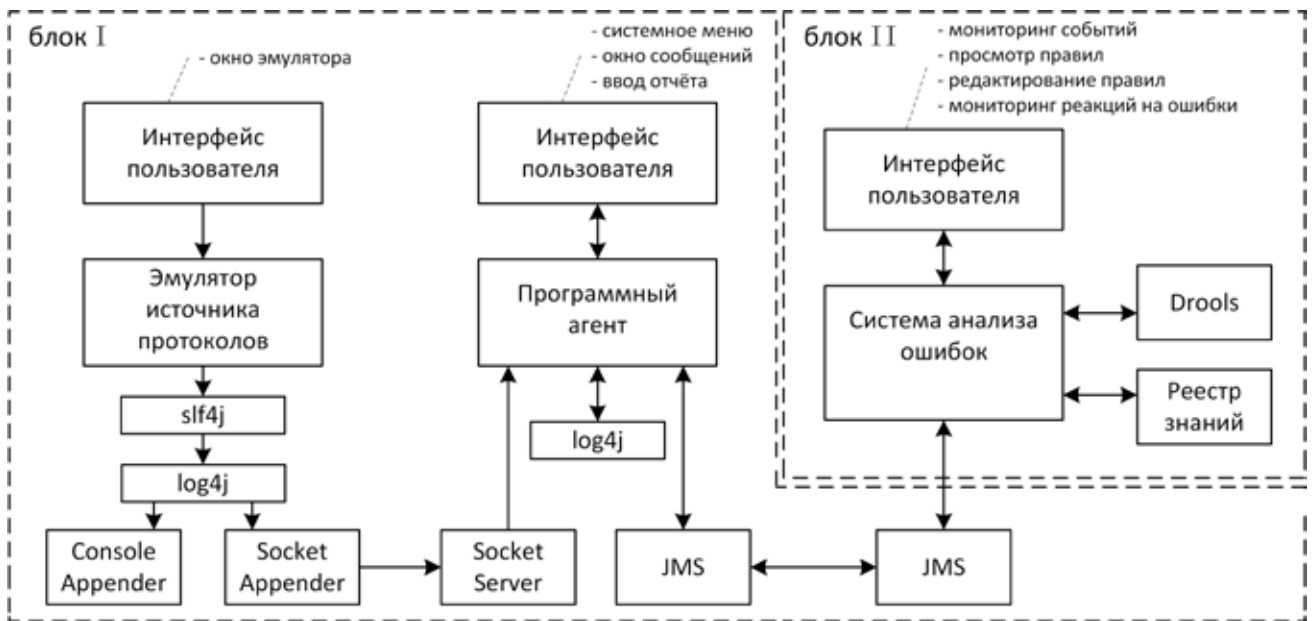 блок I
- окно эмулятора
- системное меню
- окно сообщений
- ввод отчёта
Интерфейс
пользователя
Интерфейс
пользователя
Эмулятор
источника
протоколов
Программный
агент
slf4j
log4j
log4j
Console
Appender
Socket
Appender
Socket
Server
JMS
JMS
блок II
- мониторинг событий
- просмотр правил
- редактирование правил
- мониторинг реакций на ошибки
Интерфейс
пользователя
Система анализа
ошибок
Drools
Реестр
знаний